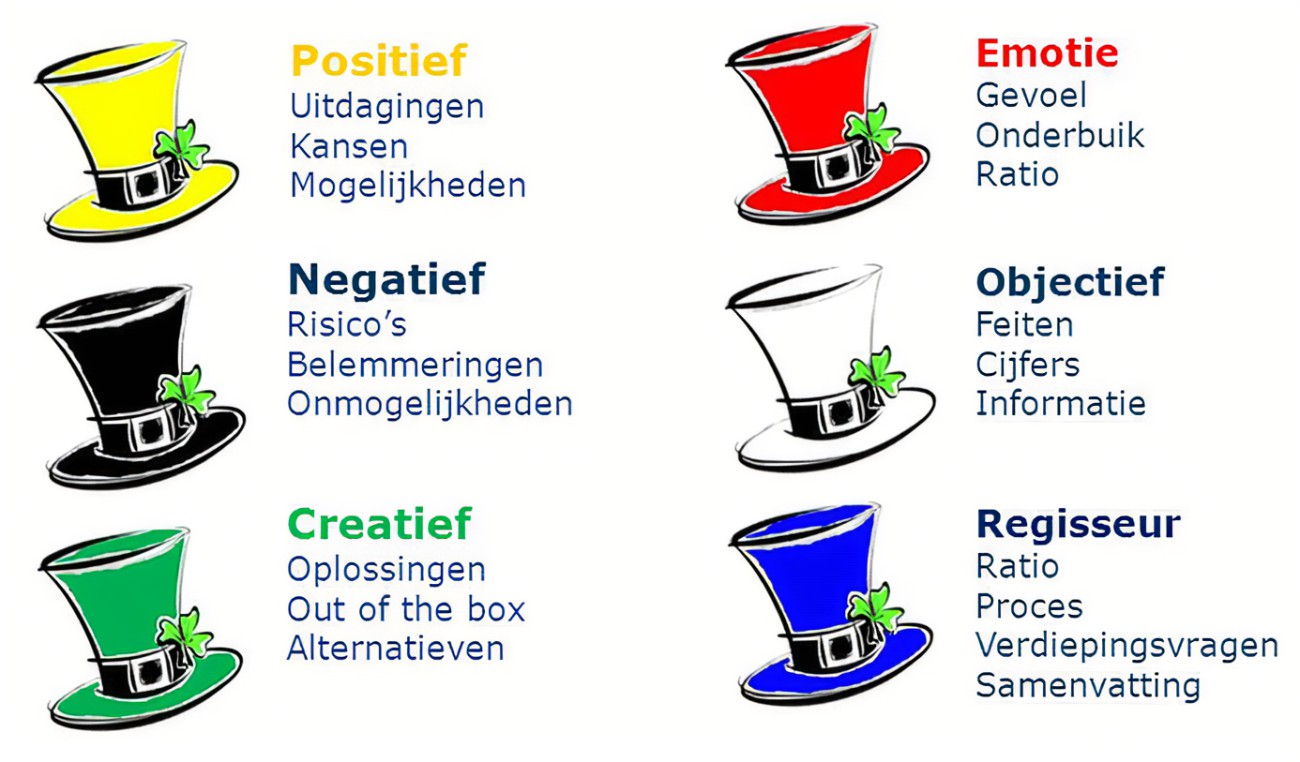 Positief
Uitdagingen
Kansen
Mogelijkheden
Emotie
Gevoel
Onderbuik
Ratio
Negatief
Risico's
Belemmeringen
Onmogelijkheden
Objectief
Feiten
Cijfers
Informatie
Creatief
Oplossingen
Out of the box
Alternatieven
Regisseur
Ratio
Proces
Verdiepingsvragen
Samenvatting